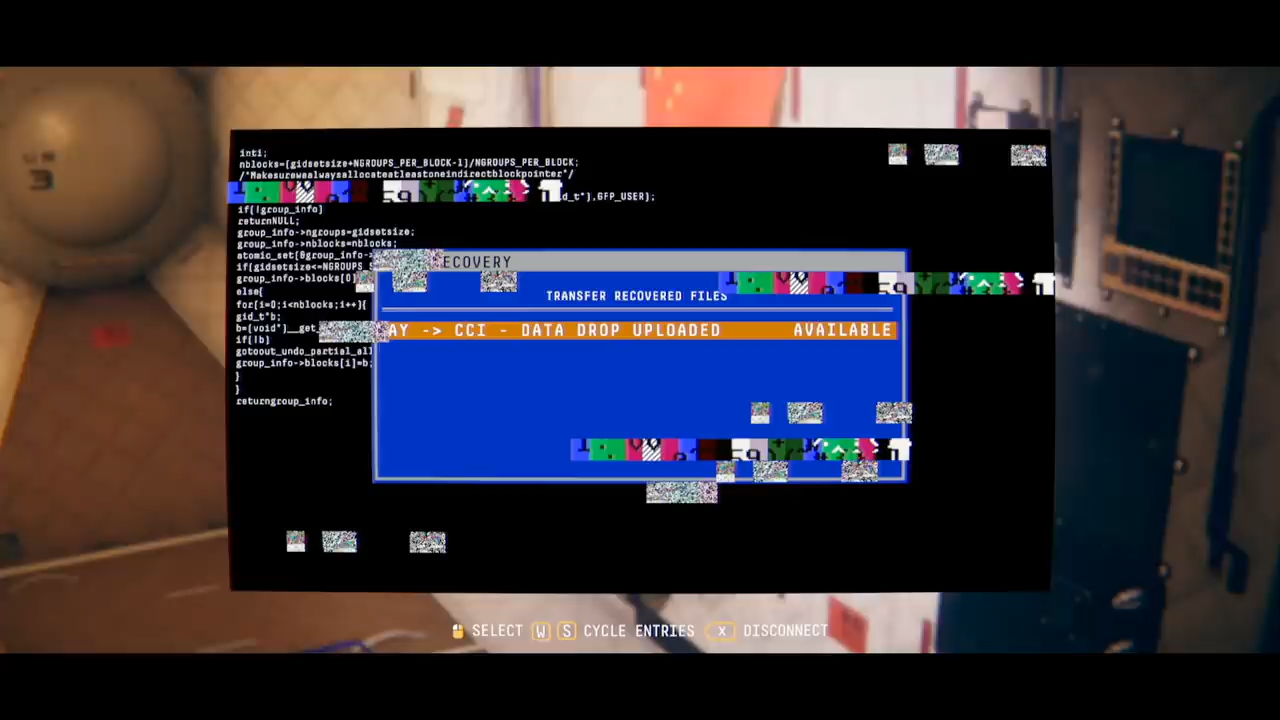 inti;
nblocks=[gidsetsize+NGROUPS_PER_BLOCK-1]/NGROUPS_PER_BLOCK;
/*Makesurewealwaysallocateatleastoneindirectblockpointer*/
d_t*].GFP_USER];
if[!group_info]
returnNULL;
group_info->ngroups=gidsetsize;
group_info->nblocks=nblocks;
atomic_set[&group_info->
if[gidsetsize<=NGROUPS_
group_info->blocks[0]
else{
for[i=0;i<nblocks;i++]{
gid_t*b;
b=[void*]__get_
if[!b]
gotoout_undo_partial_all
group_info->blocks[i]=b;
}
}
returngroup_info;
ECOVERY
TRANSFER RECOVERED FILES
AY -> CCI - DATA DROP UPLOADED AVAILABLE
SELECT W S CYCLE ENTRIES X DISCONNECT